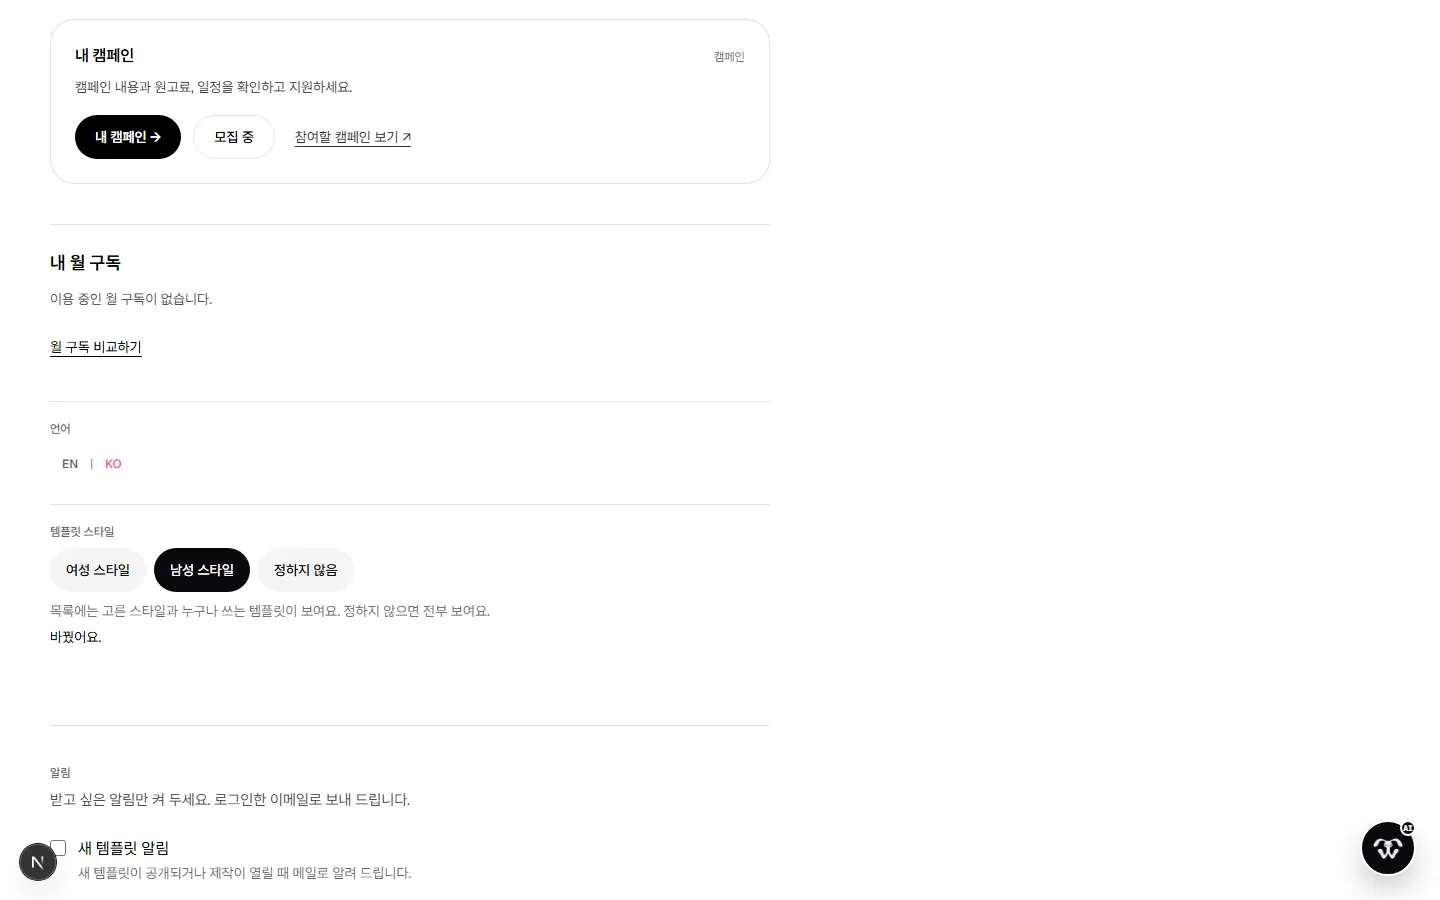 내 캠페인
캠페인
캠페인 내용과 원고료, 일정을 확인하고 지원하세요.
내 캠페인 →
모집 중
참여할 캠페인 보기 ↗
내 월 구독
이용 중인 월 구독이 없습니다.
월 구독 비교하기
언어
EN | KO
템플릿 스타일
여성 스타일
남성 스타일
정하지 않음
목록에는 고른 스타일과 누구나 쓰는 템플릿이 보여요. 정하지 않으면 전부 보여요.
바꿨어요.
알림
받고 싶은 알림만 켜 두세요. 로그인한 이메일로 보내 드립니다.
새 템플릿 알림
새 템플릿이 공개되거나 제작이 열릴 때 메일로 알려 드립니다.
N
AI